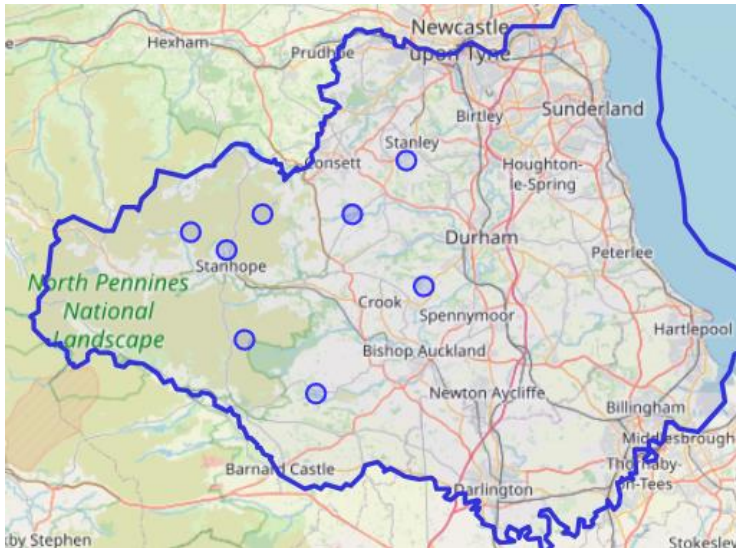 Newcastle
upon Tyne
Hexham
Prudhoe
Sunderland
Birtley
Stanley
Consett
Houghton-
le-Spring
Durham
Peterlee
Stanhope
North Pennines
National
Landscape
Crook
Spennymoor
Hartlepool
Bishop Auckland
Newton Aycliffe
Billingham
Middlesbrough
Thornaby-
on-Tees
Barnard Castle
Darlington
by Stephen
Stokesley